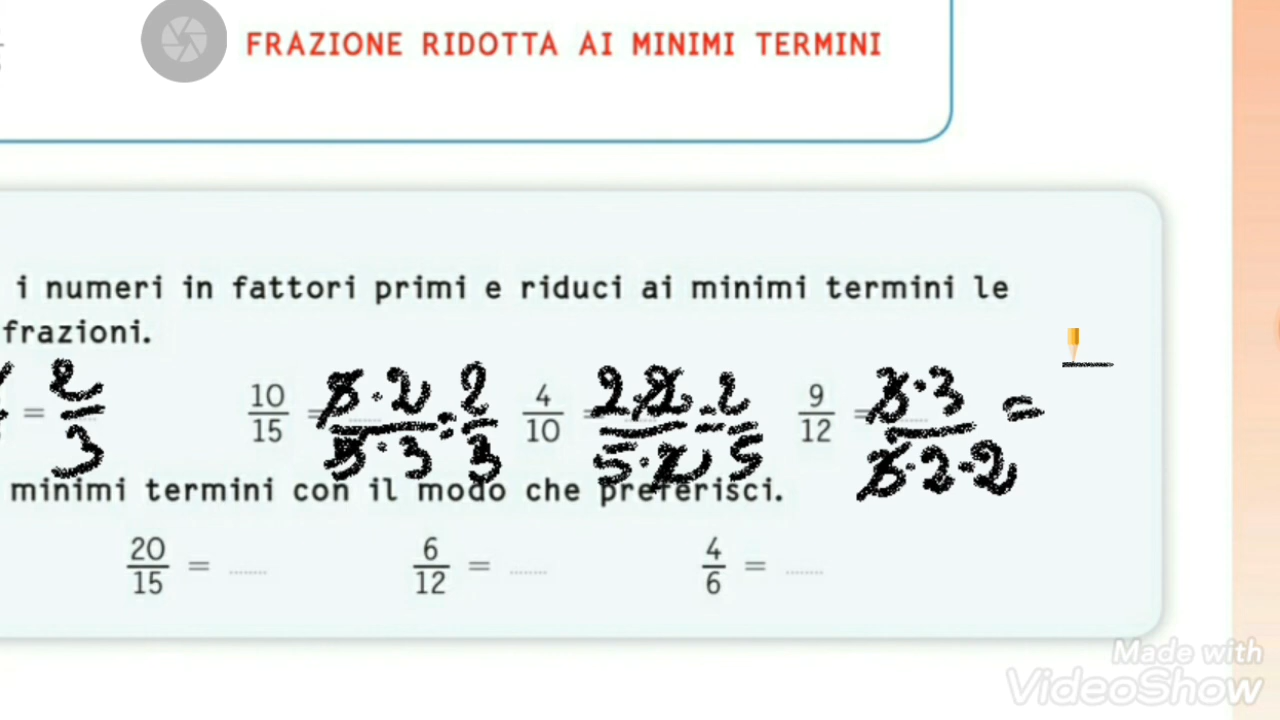 FRAZIONE RIDOTTA AI MINIMI TERMINI
i numeri in fattori primi e riduci ai minimi termini le
frazioni.
= 2/3 10/15 = 5·2/5·3 = 2/3 4/10 = 2·2/5·2 = 2/5 9/12 = 3·3/3·2·2 =
minimi termini con il modo che preferisci.
20/15 = ........ 6/12 = ........ 4/6 = ........
Made with
VideoShow